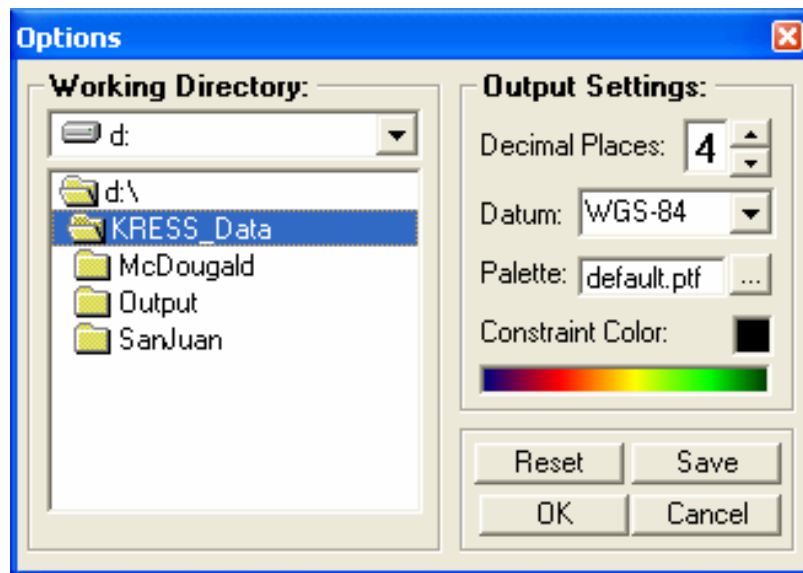 Options
Working Directory:
d:
d:\
KRESS_Data
McDougald
Output
SanJuan
Output Settings:
Decimal Places: 4
Datum: WGS-84
Palette: default.ptf ...
Constraint Color:
Reset Save
OK Cancel